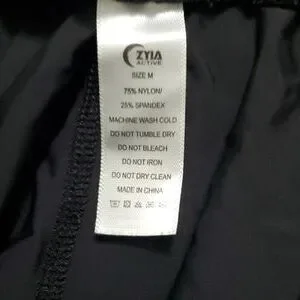 ZYIA
ACTIVE
SIZE M
75% NYLON/
25% SPANDEX
MACHINE WASH COLD
DO NOT TUMBLE DRY
DO NOT BLEACH
DO NOT IRON
DO NOT DRY CLEAN
MADE IN CHINA